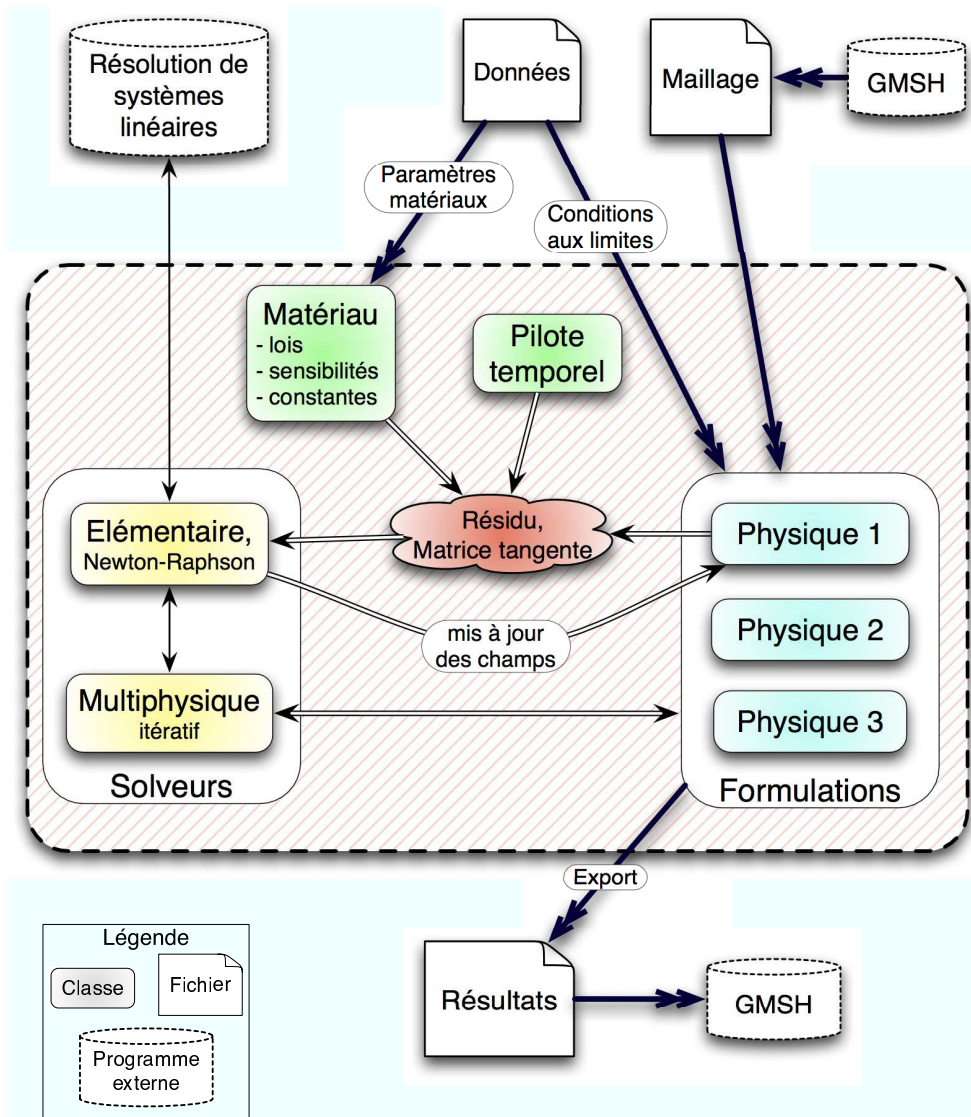 Résolution de
systèmes
linéaires
Données
Maillage
GMSH
Paramètres
matériaux
Conditions
aux limites
Matériau
- lois
- sensibilités
- constantes
Pilote
temporel
Elémentaire,
Newton-Raphson
Résidu,
Matrice tangente
Physique 1
mis à jour
des champs
Physique 2
Multiphysique
itératif
Physique 3
Solveurs
Formulations
Export
Légende
Classe
Fichier
Programme
externe
Résultats
GMSH